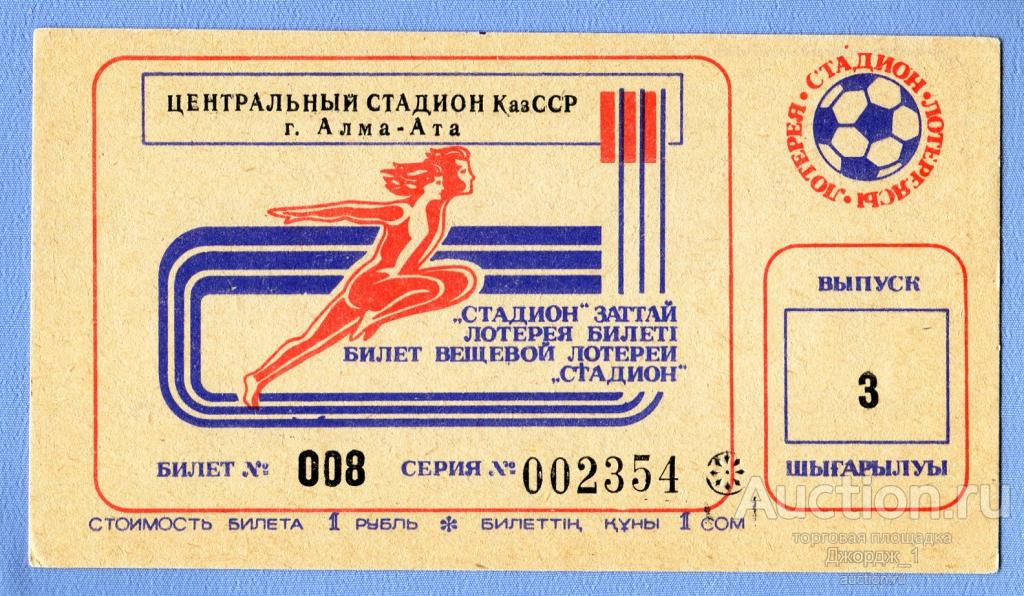 ЦЕНТРАЛЬНЫЙ СТАДИОН КазССР
г. Алма-Ата
СТАДИОН • ЛОТЕРЕЯСЫ • ЛОТЕРЕЯ •
„СТАДИОН" ЗАТТАЙ
ЛОТЕРЕЯ БИЛЕТІ
БИЛЕТ ВЕЩЕВОЙ ЛОТЕРЕИ
„СТАДИОН"
ВЫПУСК
3
ШЫҒАРЫЛУЫ
БИЛЕТ № 008 СЕРИЯ № 002354
СТОИМОСТЬ БИЛЕТА 1 РУБЛЬ * БИЛЕТТІҢ ҚҰНЫ 1 СОМ
Auction.ru
торговая площадка
Джордж_1
auction.ru